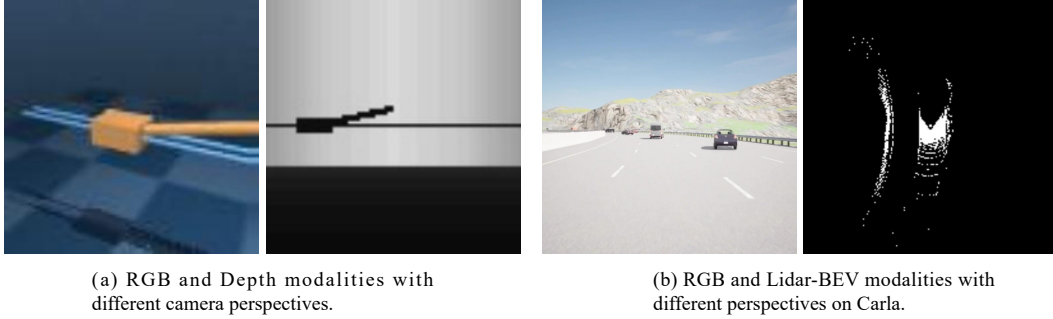 (a) RGB and Depth modalities with
different camera perspectives.
(b) RGB and Lidar-BEV modalities with
different perspectives on Carla.